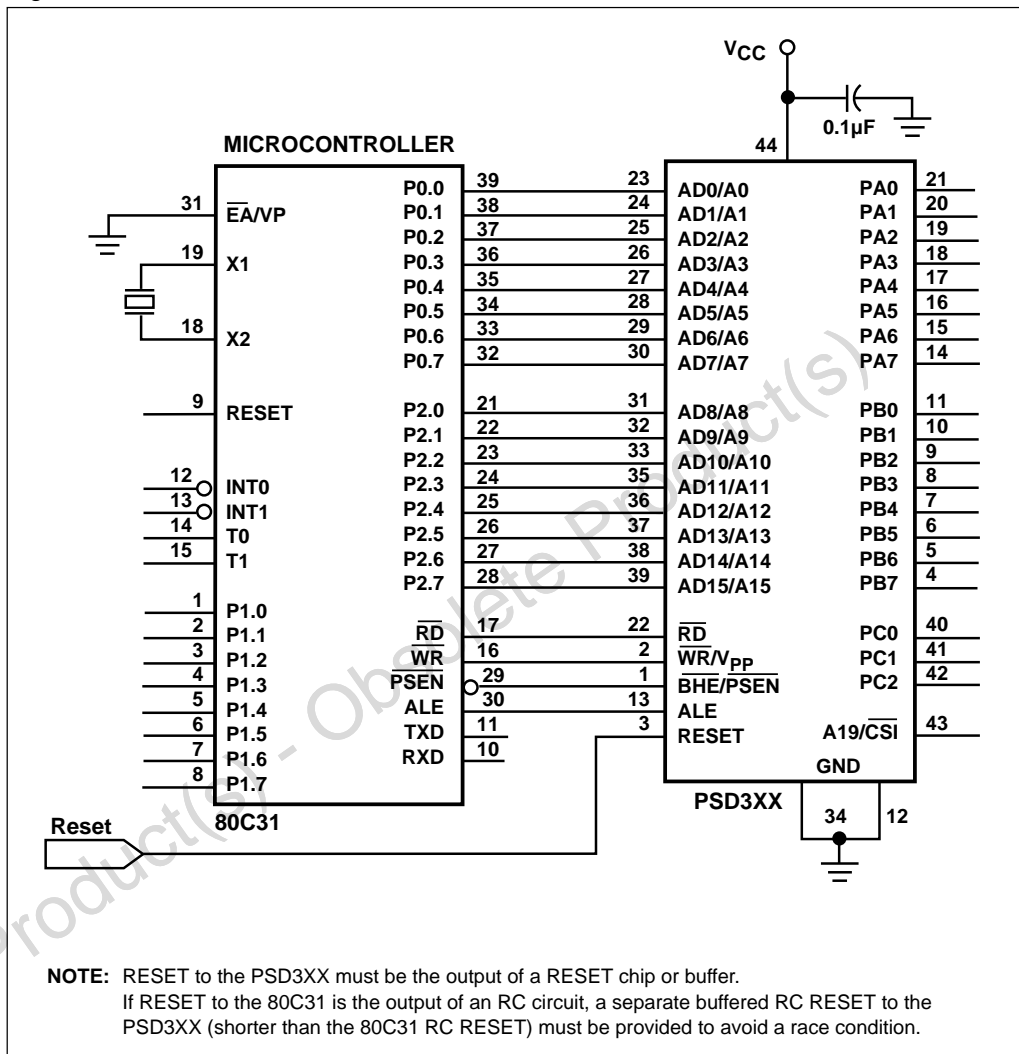 VCC
0.1µF
44
MICROCONTROLLER
31 EA/VP
19 X1
18 X2
9 RESET
12 INT0
13 INT1
14 T0
15 T1
1 P1.0
2 P1.1
3 P1.2
4 P1.3
5 P1.4
6 P1.5
7 P1.6
8 P1.7
P0.0 39
P0.1 38
P0.2 37
P0.3 36
P0.4 35
P0.5 34
P0.6 33
P0.7 32
P2.0 21
P2.1 22
P2.2 23
P2.3 24
P2.4 25
P2.5 26
P2.6 27
P2.7 28
RD 17
WR 16
PSEN 29
ALE 30
TXD 11
RXD 10
80C31
23 AD0/A0
24 AD1/A1
25 AD2/A2
26 AD3/A3
27 AD4/A4
28 AD5/A5
29 AD6/A6
30 AD7/A7
31 AD8/A8
32 AD9/A9
33 AD10/A10
35 AD11/A11
36 AD12/A12
37 AD13/A13
38 AD14/A14
39 AD15/A15
22 RD
2 WR/VPP
1 BHE/PSEN
13 ALE
3 RESET
PA0 21
PA1 20
PA2 19
PA3 18
PA4 17
PA5 16
PA6 15
PA7 14
PB0 11
PB1 10
PB2 9
PB3 8
PB4 7
PB5 6
PB6 5
PB7 4
PC0 40
PC1 41
PC2 42
A19/CSI 43
GND
PSD3XX
34 12
Reset
Product(s) - Obsolete Product(s)
NOTE: RESET to the PSD3XX must be the output of a RESET chip or buffer.
If RESET to the 80C31 is the output of an RC circuit, a separate buffered RC RESET to the
PSD3XX (shorter than the 80C31 RC RESET) must be provided to avoid a race condition.